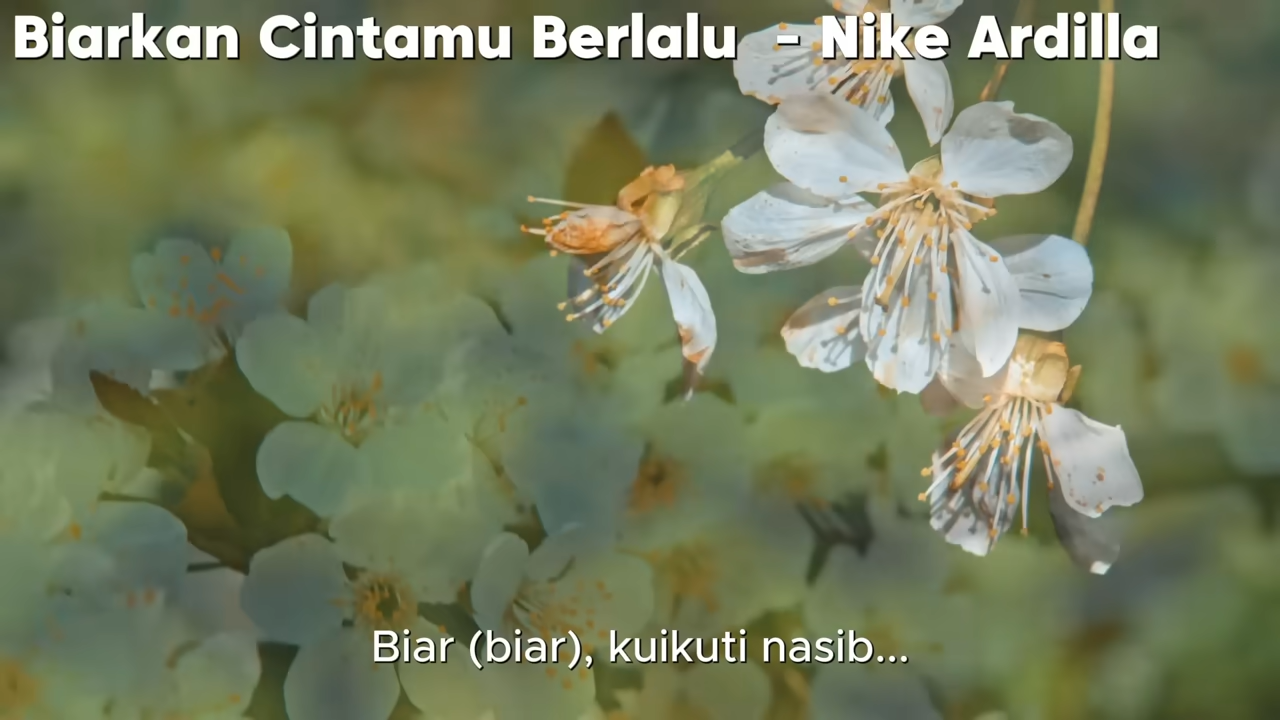 Biarkan Cintamu Berlalu - Nike Ardilla
Biar (biar), kuikuti nasib...